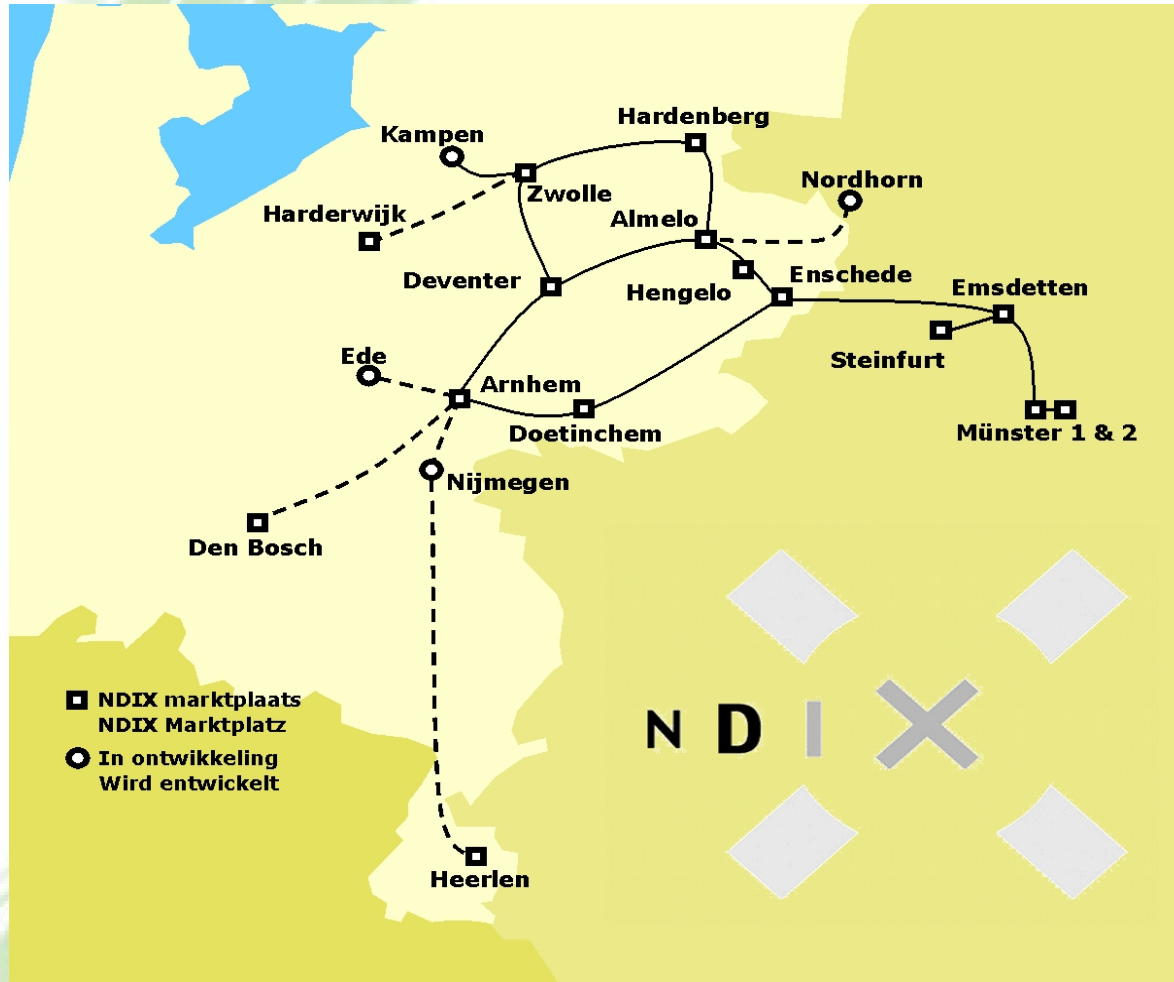 Hardenberg
Kampen
Nordhorn
Zwolle
Harderwijk
Almelo
Deventer
Enschede
Hengelo
Emsdetten
Steinfurt
Ede
Arnhem
Doetinchem
Münster 1 & 2
Nijmegen
Den Bosch
NDIX marktplaats
NDIX Marktplatz
In ontwikkeling
Wird entwickelt
N D I X
Heerlen